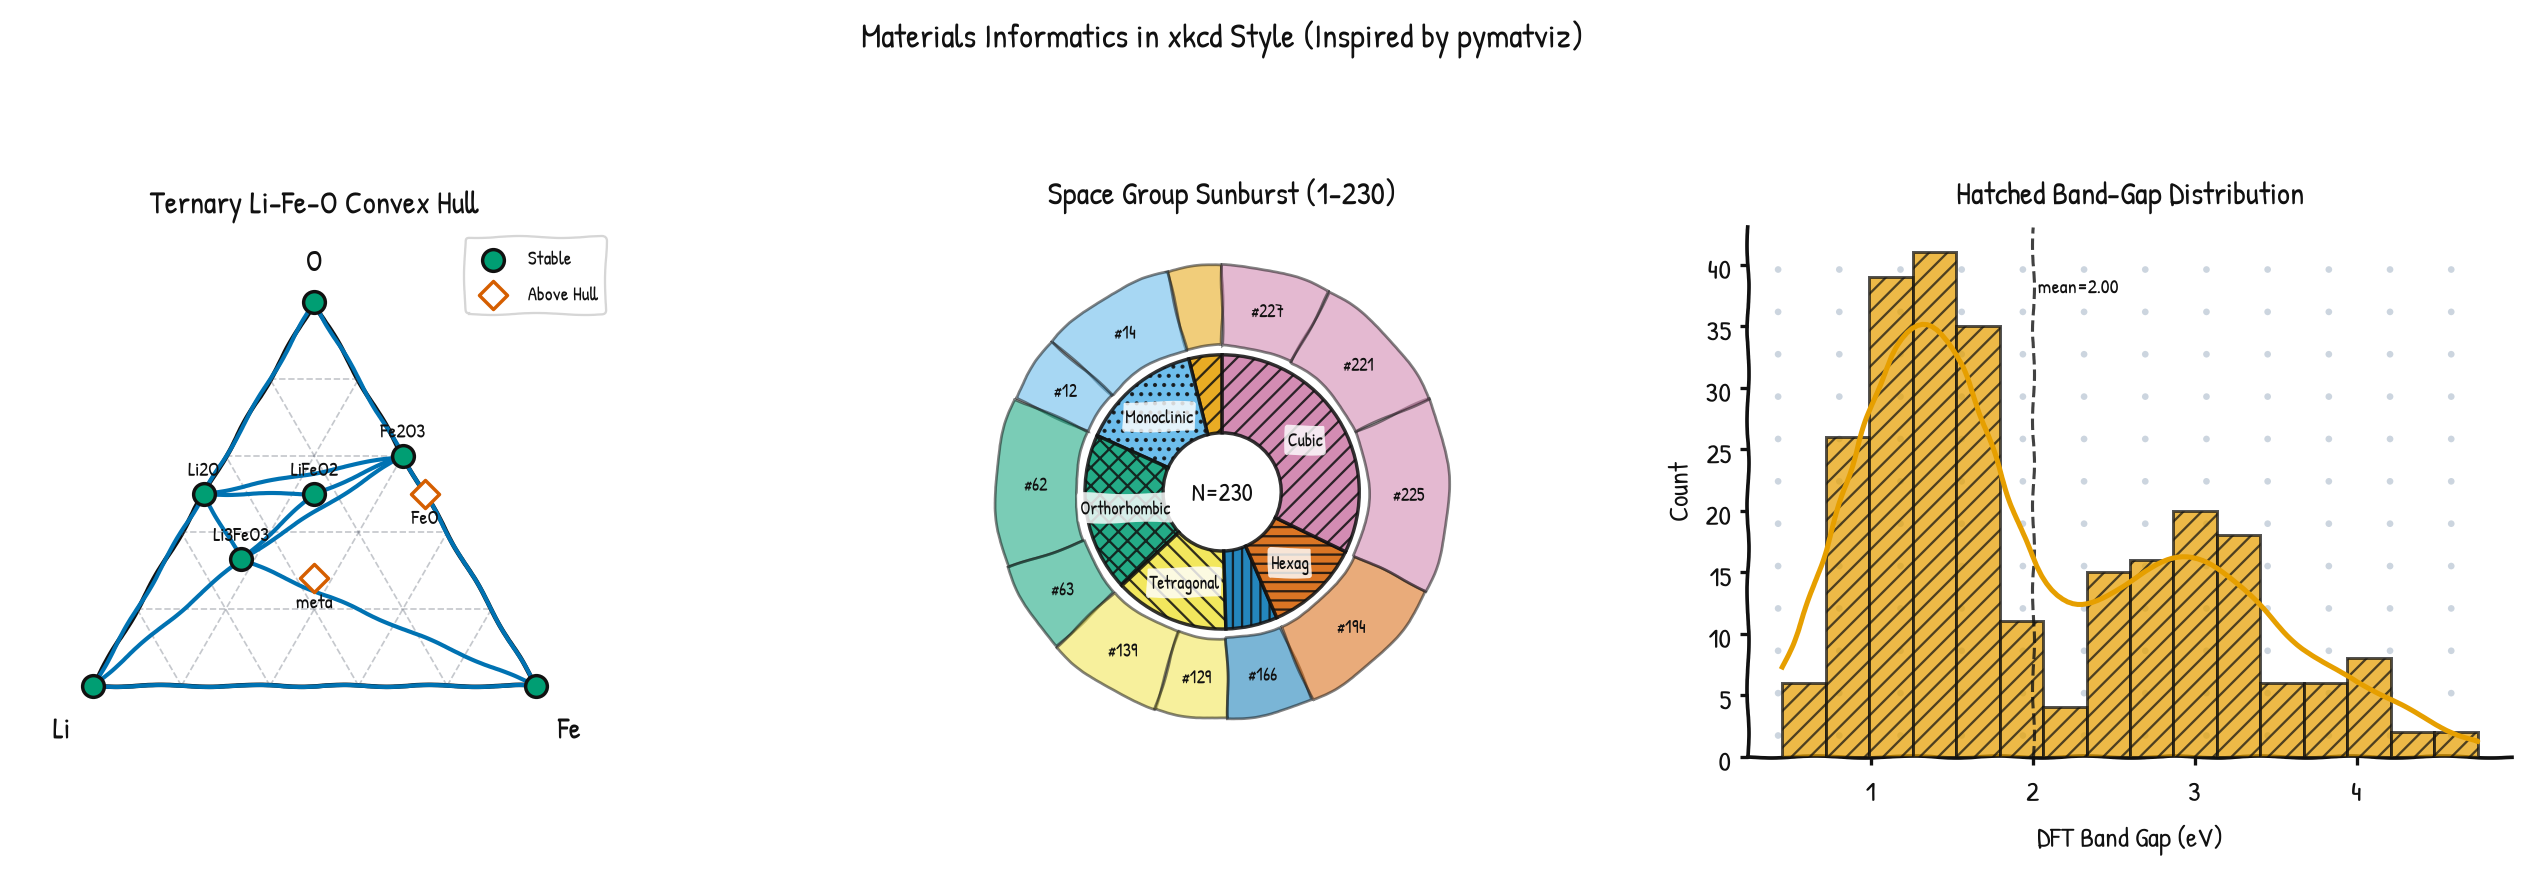 Materials Informatics in xkcd Style (Inspired by pymatviz)
Ternary Li-Fe-O Convex Hull
Stable
Above Hull
O
Fe2O3
Li2O
LiFeO2
FeO
Li3FeO3
meta
Li
Fe
Space Group Sunburst (1-230)
#227
#14
#221
#12
Monoclinic
Cubic
#62
N=230
#225
Orthorhombic
Hexag
Tetragonal
#63
#194
#139
#166
#129
Hatched Band-Gap Distribution
mean=2.00
Count
40
35
30
25
20
15
10
5
0
1
2
3
4
DFT Band Gap (eV)